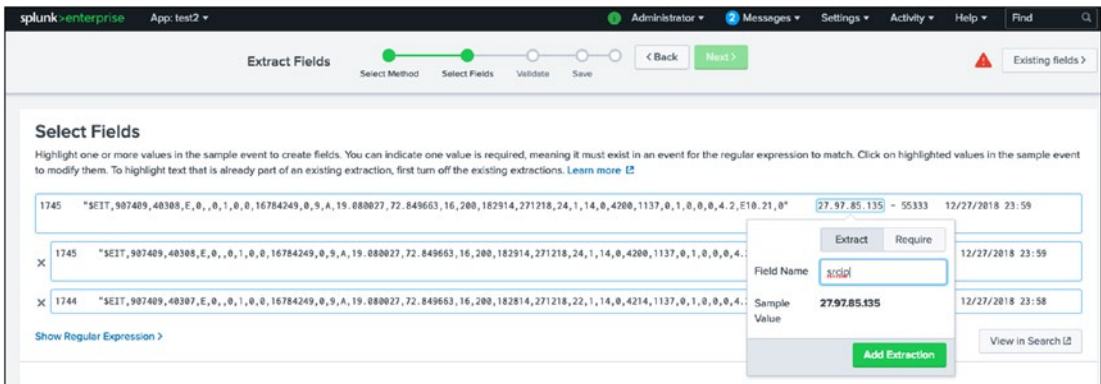 splunk>enterprise App: test2 ▾ i Administrator ▾ 2 Messages ▾ Settings ▾ Activity ▾ Help ▾ Find
Extract Fields < Back Next > Existing fields >
Select Method Select Fields Validate Save
Select Fields
Highlight one or more values in the sample event to create fields. You can indicate one value is required, meaning it must exist in an event for the regular expression to match. Click on highlighted values in the sample event
to modify them. To highlight text that is already part of an existing extraction, first turn off the existing extractions. Learn more
1745 "$EIT,907409,40308,E,0,,0,1,0,0,16784249,0,9,A,19.080027,72.849663,16,200,182914,271218,24,1,14,0,4200,1137,0,1,0,0,0,4.2,E10.21,0" 27.97.85.135 - 55333 12/27/2018 23:59
Extract Require
1745 "$EIT,907409,40308,E,0,,0,1,0,0,16784249,0,9,A,19.080027,72.849663,16,200,182914,271218,24,1,14,0,4200,1137,0,1,0,0,0,4. 12/27/2018 23:59
Field Name srcip
1744 "$EIT,907409,40307,E,0,,0,1,0,0,16784249,0,9,A,19.080027,72.849663,16,200,182814,271218,22,1,14,0,4214,1137,0,1,0,0,0,4. 12/27/2018 23:58
Sample Value 27.97.85.135
Show Regular Expression > View in Search
Add Extraction